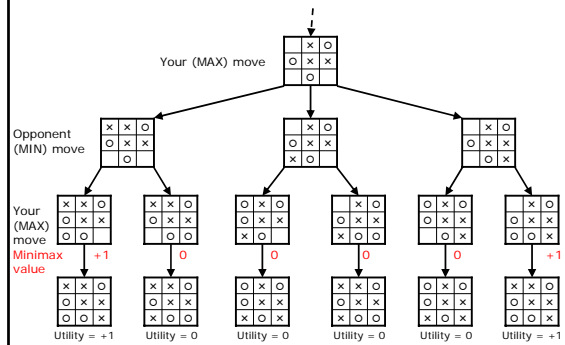 × ○
Your (MAX) move
○ × ×
○
Opponent
(MIN) move
× × ○
○ × ×
○
× ○
○ × ×
× ○
× ○
○ × ×
○ ×
Your
(MAX)
move
× × ○
○ × ×
○ ○
× × ○
○ × ×
○ ○
○ × ○
○ × ×
× ○
× ○
○ × ×
× ○ ○
○ × ○
○ × ×
○ ×
× ○
○ × ×
○ ○ ×
Minimax
value
+1 0 0 0 0 +1
× × ○
○ × ×
○ ○ ×
× × ○
○ × ×
× ○ ○
○ × ○
○ × ×
× ○ ×
× × ○
○ × ×
× ○ ○
○ × ○
○ × ×
× ○ ×
× × ○
○ × ×
○ ○ ×
Utility = +1 Utility = 0 Utility = 0 Utility = 0 Utility = 0 Utility = +1